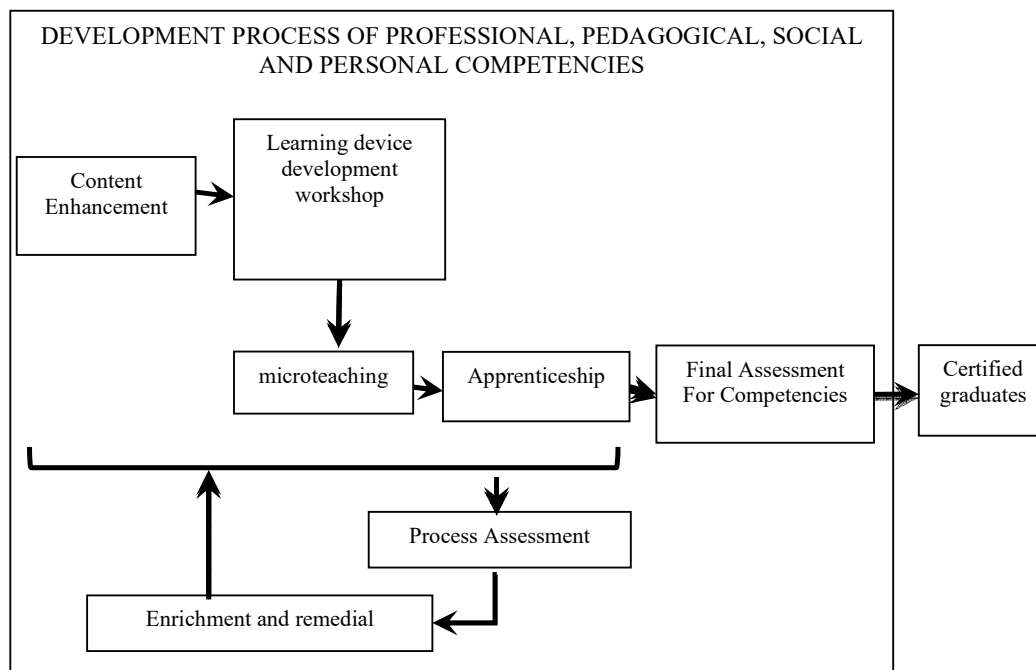 DEVELOPMENT PROCESS OF PROFESSIONAL, PEDAGOGICAL, SOCIAL
AND PERSONAL COMPETENCIES
Content
Enhancement
Learning device
development
workshop
microteaching
Apprenticeship
Final Assessment
For Competencies
Certified
graduates
Process Assessment
Enrichment and remedial